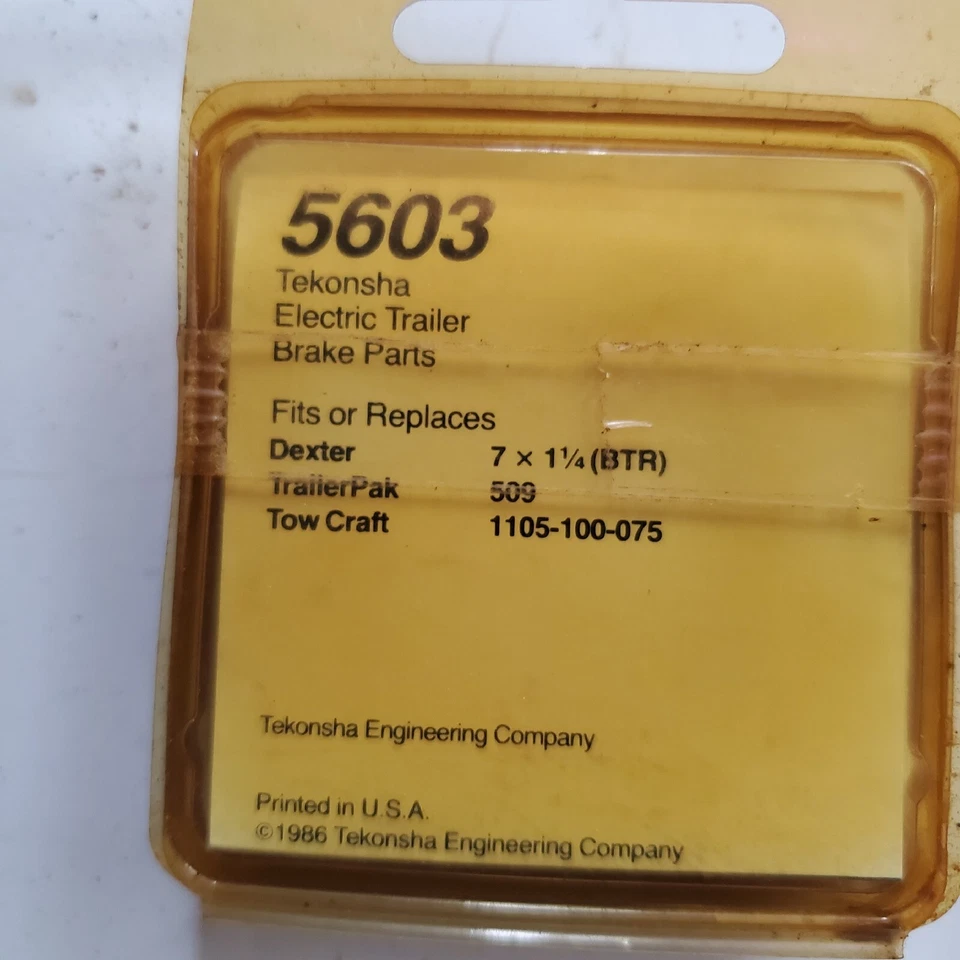 5603
Tekonsha
Electric Trailer
Brake Parts
Fits or Replaces
Dexter 7 × 1¼ (BTR)
TrailerPak 509
Tow Craft 1105-100-075
Tekonsha Engineering Company
Printed in U.S.A.
©1986 Tekonsha Engineering Company